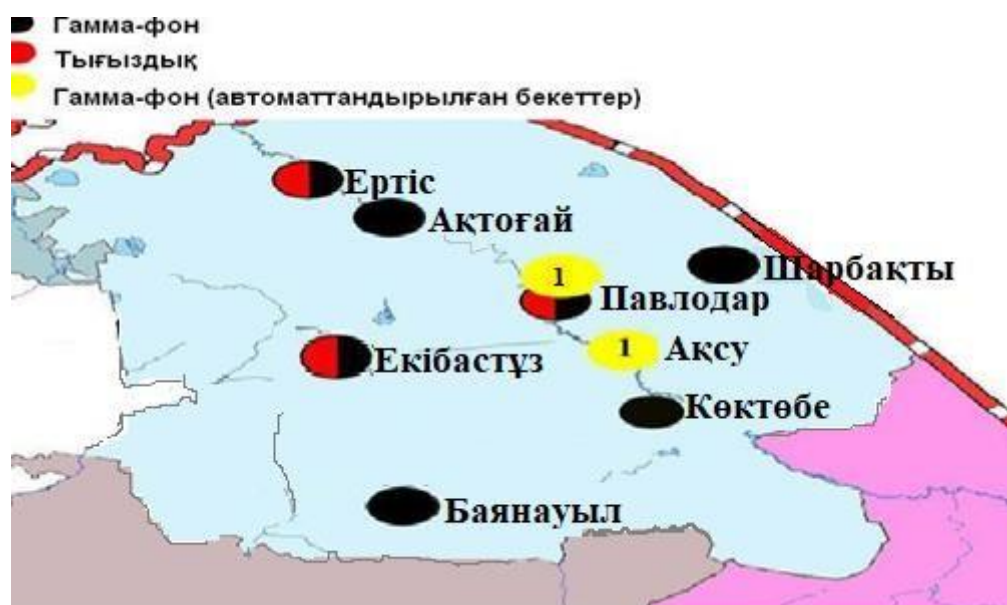 Гамма-фон
Тығыздық
Гамма-фон (автоматтандырылған бекеттер)
Ертіс
Ақтоғай
Шарбақты
1
Павлодар
1
Ақсу
Екібастұз
Көктөбе
Баянауыл